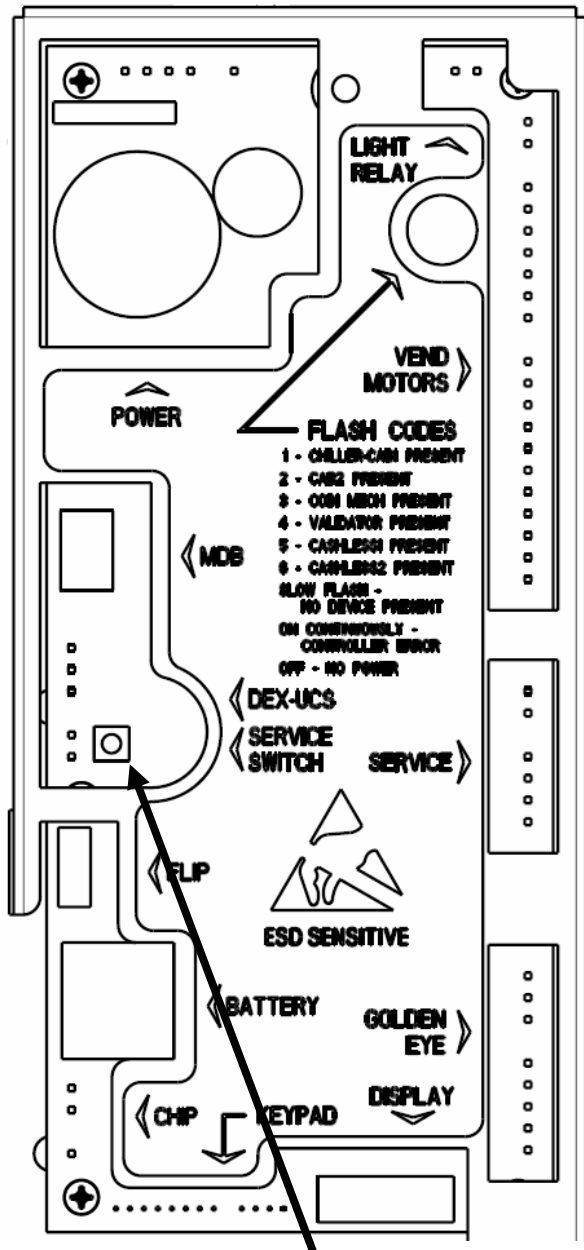 LIGHT
RELAY
VEND
MOTORS
POWER
FLASH CODES
1 - CHILLER-CAB1 PRESENT
2 - CAB2 PRESENT
3 - COIN MECH PRESENT
4 - VALIDATOR PRESENT
5 - CASHLESS1 PRESENT
6 - CASHLESS2 PRESENT
SLOW FLASH -
NO DEVICE PRESENT
ON CONTINUOUSLY -
CONTROLLER ERROR
OFF - NO POWER
MDB
DEX-UCS
SERVICE
SWITCH
SERVICE
FLIP
ESD SENSITIVE
BATTERY
GOLDEN
EYE
DISPLAY
CHIP
KEYPAD